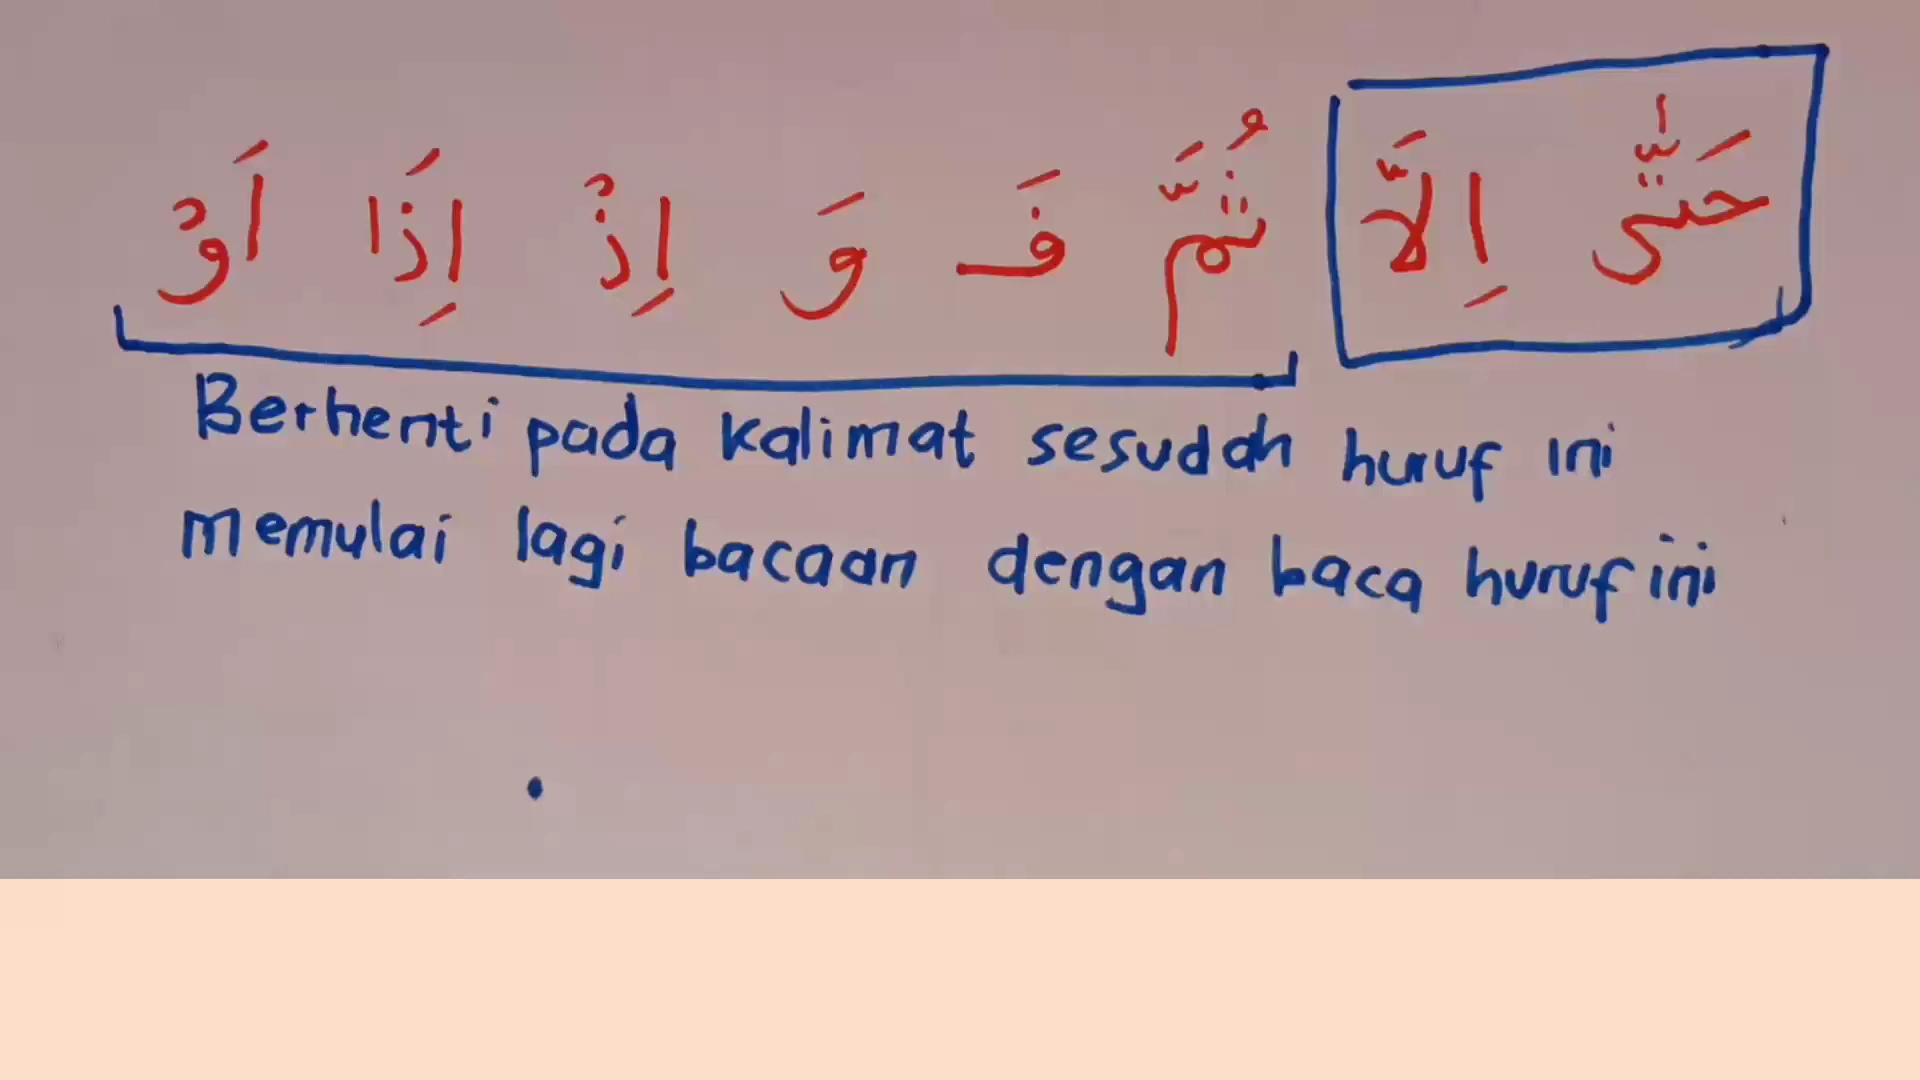 حَتّٰى اِلَّا ثُمَّ فَـ وَ اِذْ اِذَا اَوْ
Berhenti pada kalimat sesudah huruf ini
memulai lagi bacaan dengan baca huruf ini